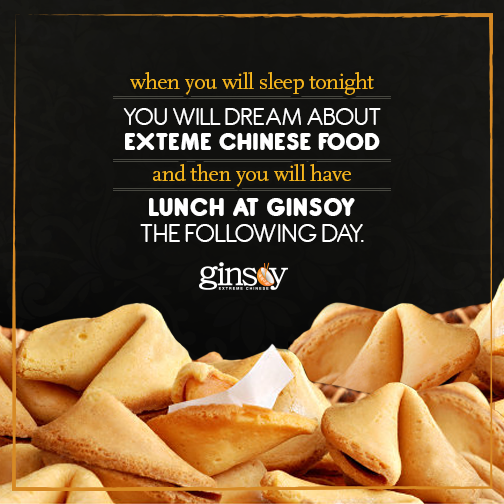 when you will sleep tonight
YOU WILL DREAM ABOUT
EXTEME CHINESE FOOD
and then you will have
LUNCH AT GINSOY
THE FOLLOWING DAY.
ginsoy
EXTREME CHINESE